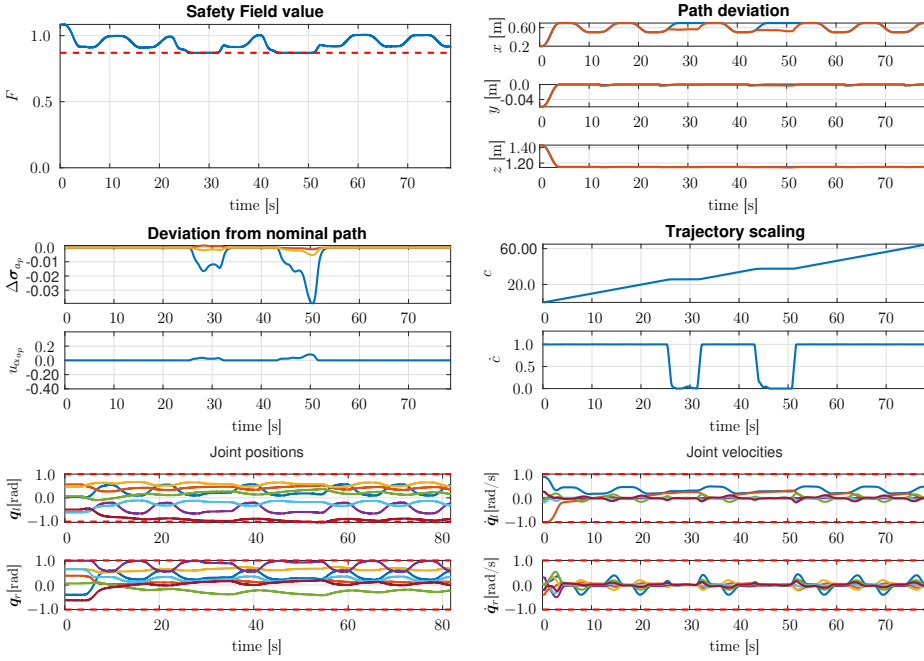 Safety Field value
1.0
0.5
0.0
F
0 10 20 30 40 50 60 70
time [s]
Path deviation
0.60
0.2
x [m]
0 10 20 30 40 50 60 70
0.0
-0.04
y [m]
0 10 20 30 40 50 60 70
1.40
1.20
z [m]
0 10 20 30 40 50 60 70
time [s]
Deviation from nominal path
0.0
-0.01
-0.02
-0.03
Δσ_{a_p}
0 10 20 30 40 50 60 70
0.2
0.0
-0.20
-0.40
u_{α_{a_p}}
0 10 20 30 40 50 60 70
time [s]
Trajectory scaling
60.00
20.0
c
0 10 20 30 40 50 60 70
1.0
0.5
0.0
ċ
0 10 20 30 40 50 60 70
time [s]
Joint positions
1.0
0.0
-1.0
q_l[rad]
0 20 40 60 80
1.0
0.0
-1.0
q_r[rad]
0 20 40 60 80
time [s]
Joint velocities
1.0
0.0
-1.0
q̇_l[rad/s]
0 10 20 30 40 50 60 70
1.0
0.0
-1.0
q̇_r[rad/s]
0 10 20 30 40 50 60 70
time [s]